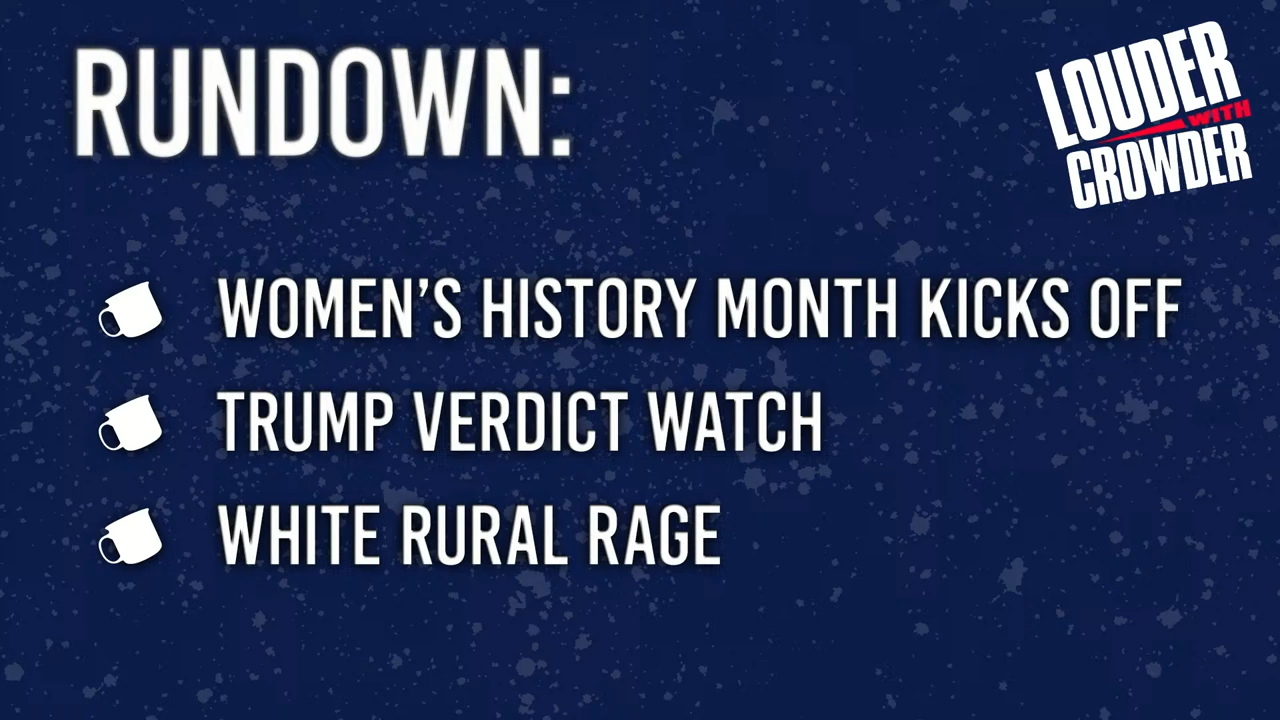 RUNDOWN:
LOUDER
WITH
CROWDER
WOMEN’S HISTORY MONTH KICKS OFF
TRUMP VERDICT WATCH
WHITE RURAL RAGE